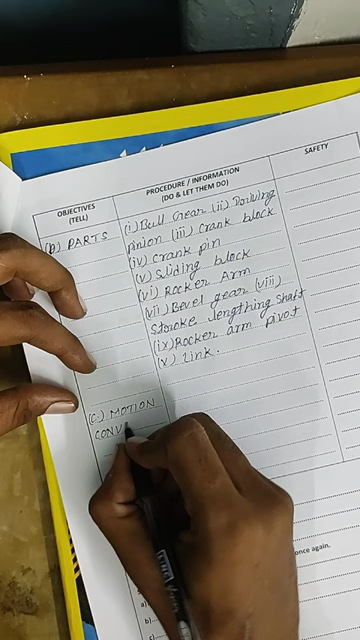 OBJECTIVES
(TELL)
PROCEDURE / INFORMATION
(DO & LET THEM DO)
SAFETY
(B) PARTS
(i) Bull Gear (ii) Driving
pinion (iii) Crank block
(iv) Crank pin
(v) Sliding block
(vi) Rocker Arm
(vii) Bevel gear (viii)
Stroke lengthing shaft
(ix) Rocker arm pivot
(x) link.
(C.) MOTION
CONV
once again.
a)
b)